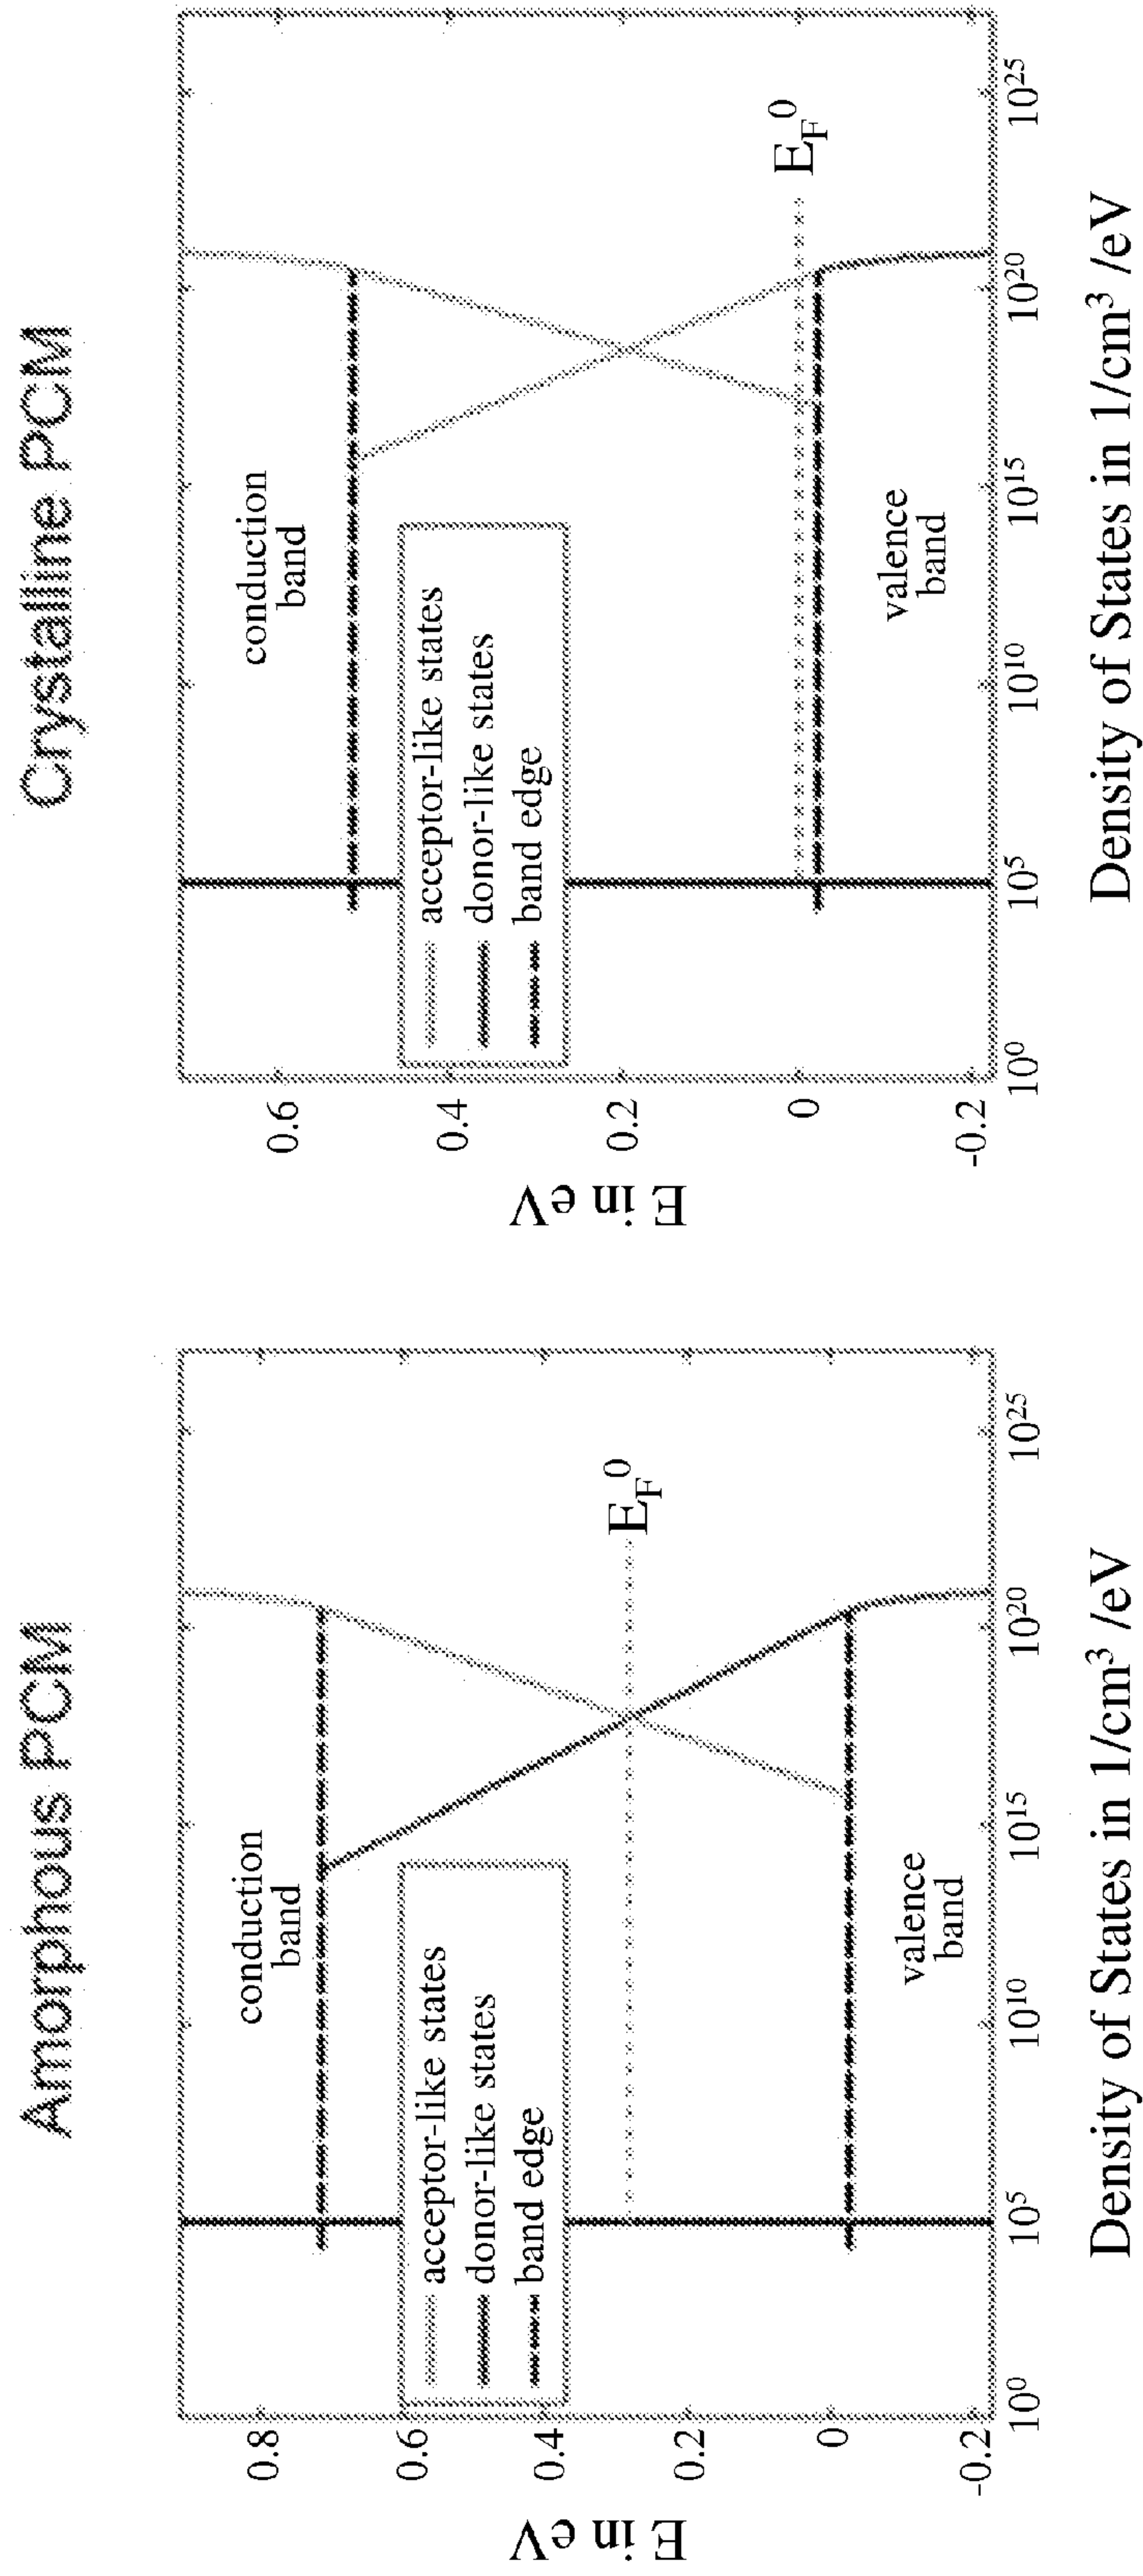 Amorphous PCM
E in eV
0.8
0.6
0.4
0.2
0
-0.2
conduction
band
acceptor-like states
donor-like states
band edge
E_F^0
valence
band
10^0
10^5
10^10
10^15
10^20
10^25
Density of States in 1/cm³ /eV
Crystalline PCM
E in eV
0.6
0.4
0.2
0
-0.2
conduction
band
acceptor-like states
donor-like states
band edge
E_F^0
valence
band
10^0
10^5
10^10
10^15
10^20
10^25
Density of States in 1/cm³ /eV